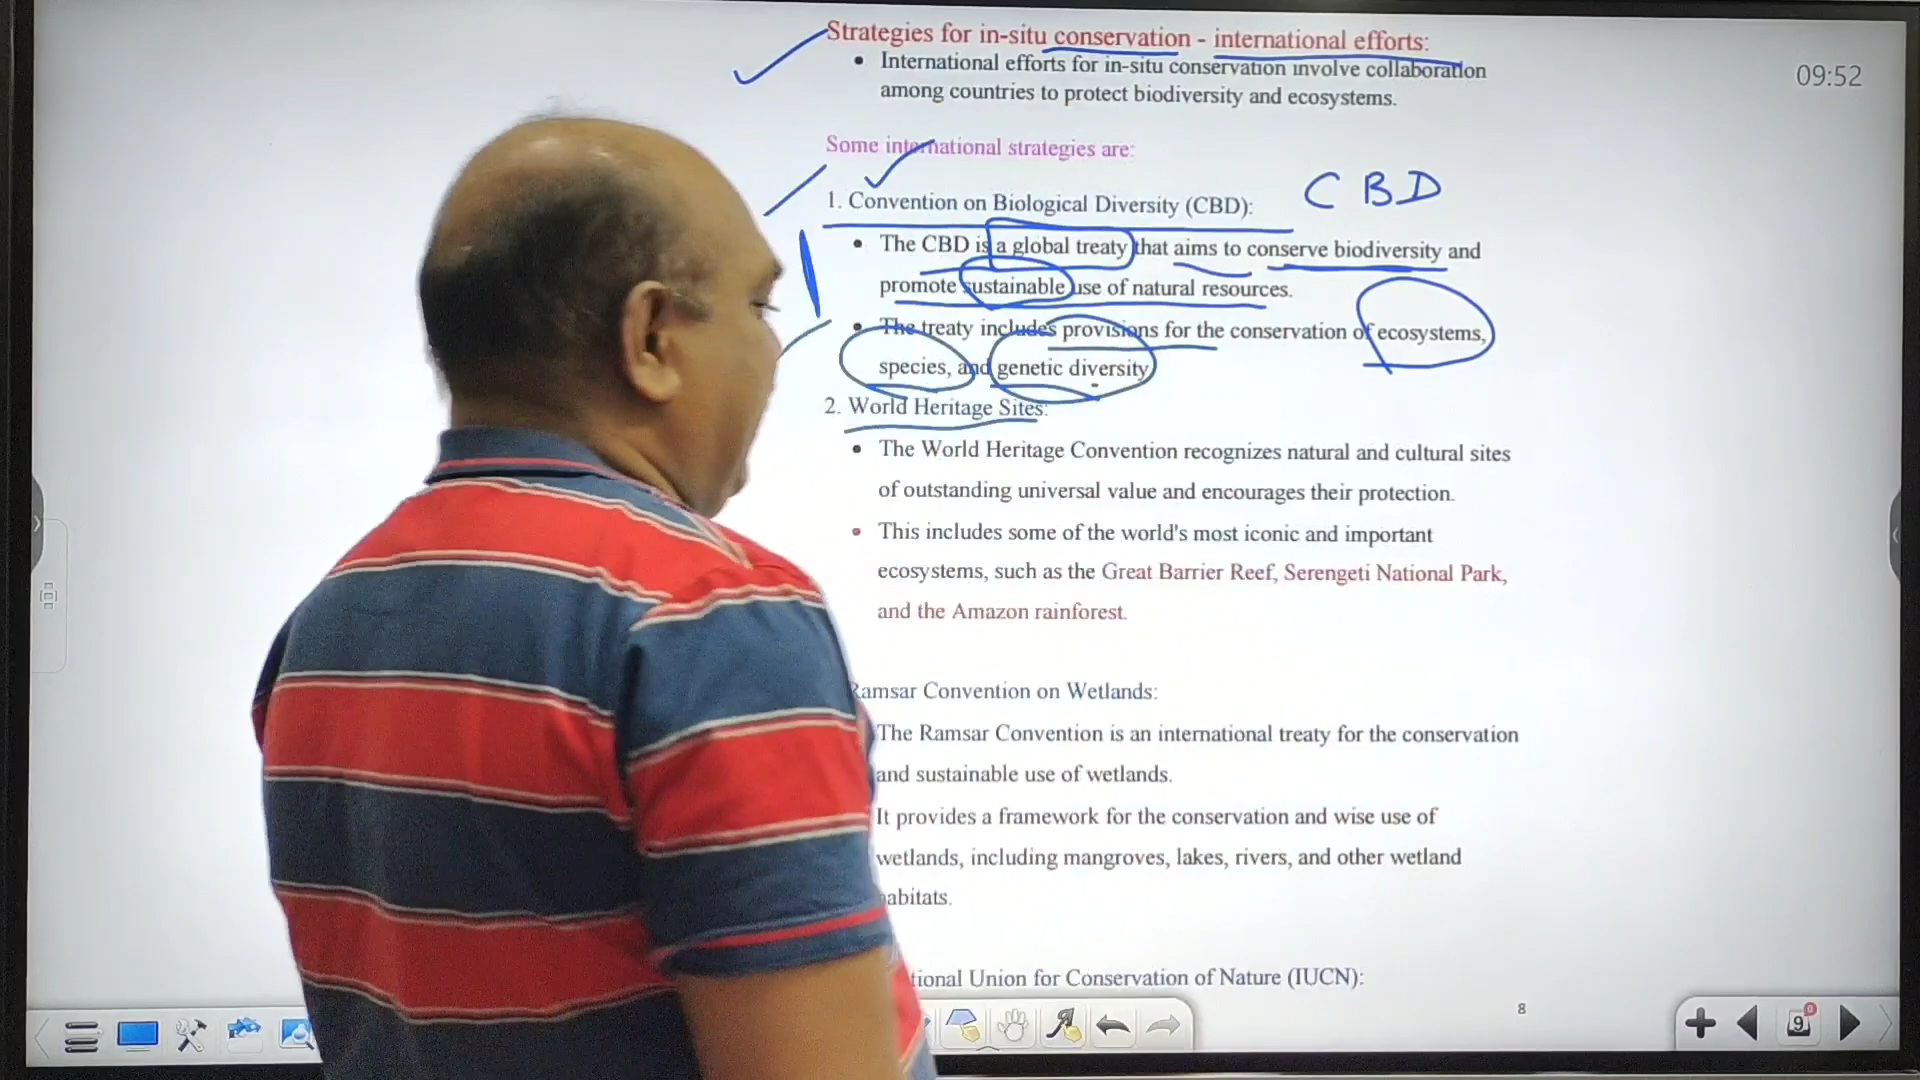 Strategies for in-situ conservation - international efforts:
• International efforts for in-situ conservation involve collaboration
among countries to protect biodiversity and ecosystems.
09:52
Some international strategies are:
1. Convention on Biological Diversity (CBD):
CBD
• The CBD is a global treaty that aims to conserve biodiversity and
promote sustainable use of natural resources.
• The treaty includes provisions for the conservation of ecosystems,
species, and genetic diversity
2. World Heritage Sites:
• The World Heritage Convention recognizes natural and cultural sites
of outstanding universal value and encourages their protection.
• This includes some of the world's most iconic and important
ecosystems, such as the Great Barrier Reef, Serengeti National Park,
and the Amazon rainforest.
Ramsar Convention on Wetlands:
The Ramsar Convention is an international treaty for the conservation
and sustainable use of wetlands.
It provides a framework for the conservation and wise use of
wetlands, including mangroves, lakes, rivers, and other wetland
abitats.
tional Union for Conservation of Nature (IUCN):
8
9